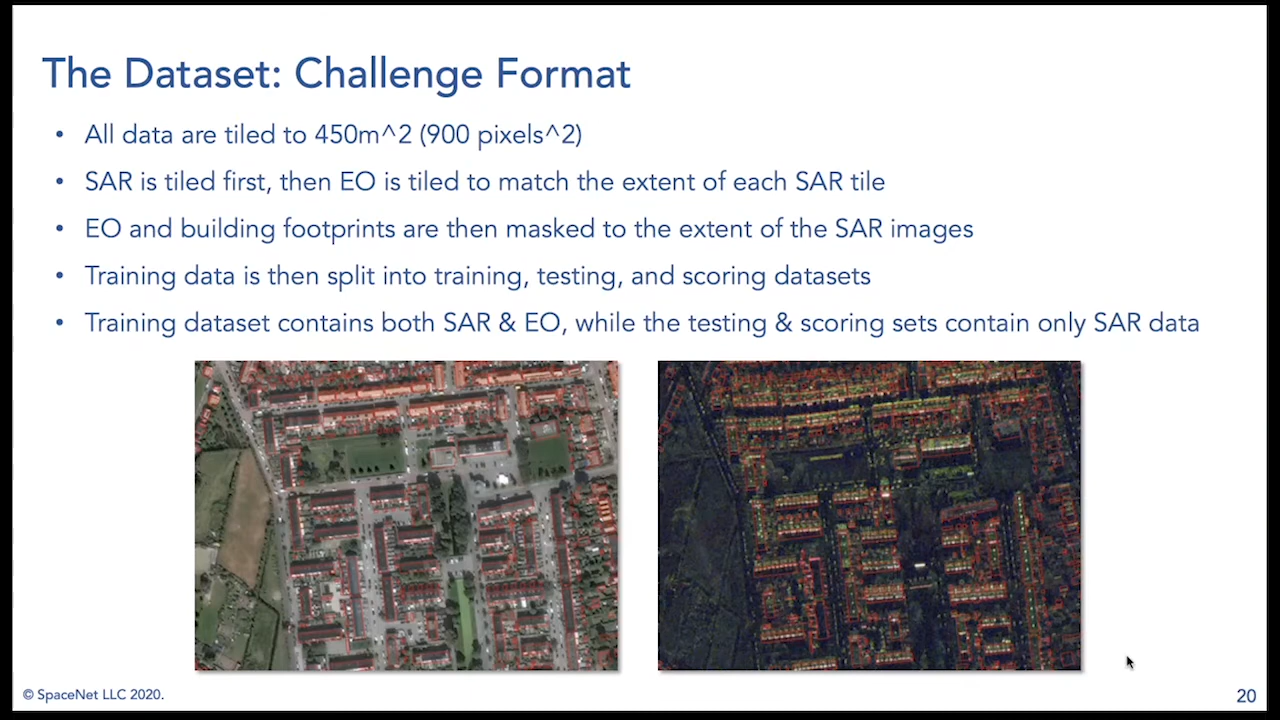 The Dataset: Challenge Format
• All data are tiled to 450m^2 (900 pixels^2)
• SAR is tiled first, then EO is tiled to match the extent of each SAR tile
• EO and building footprints are then masked to the extent of the SAR images
• Training data is then split into training, testing, and scoring datasets
• Training dataset contains both SAR & EO, while the testing & scoring sets contain only SAR data
© SpaceNet LLC 2020.
20